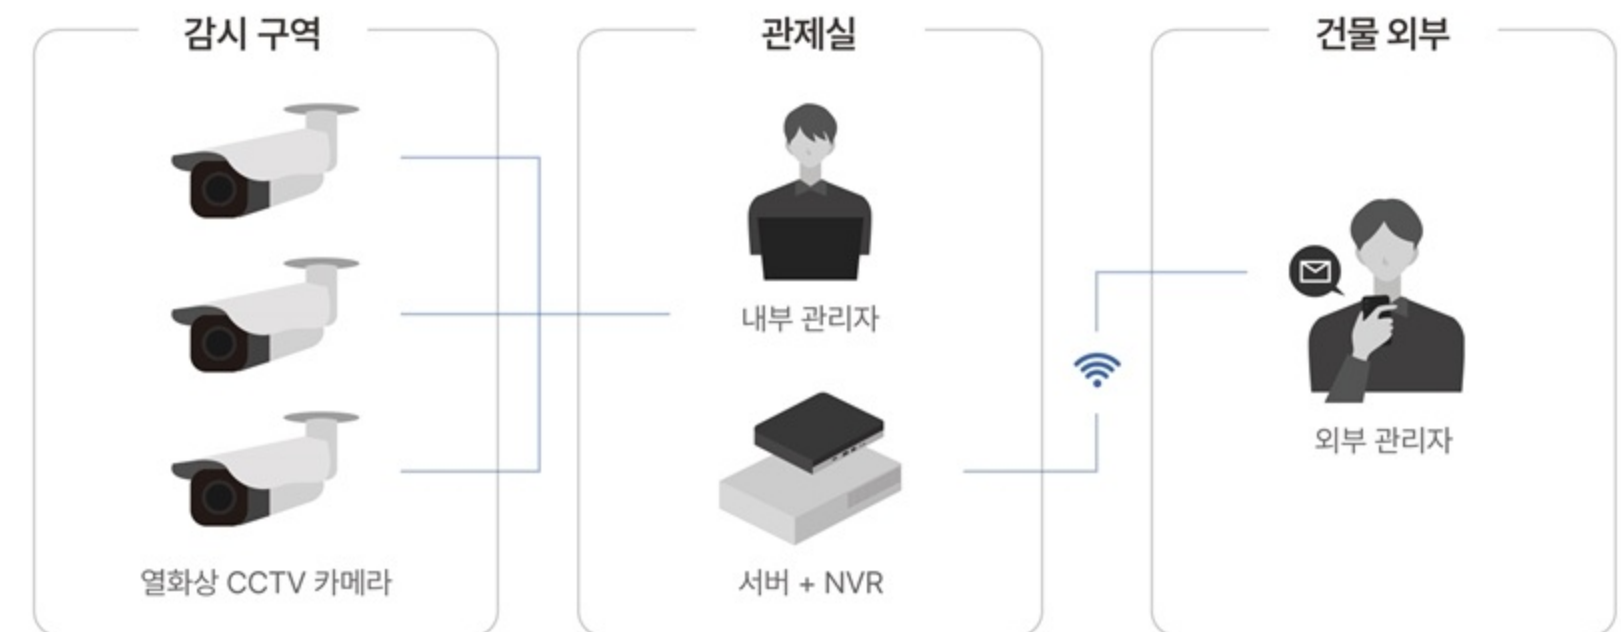 감시 구역
열화상 CCTV 카메라
관제실
내부 관리자
서버 + NVR
건물 외부
외부 관리자